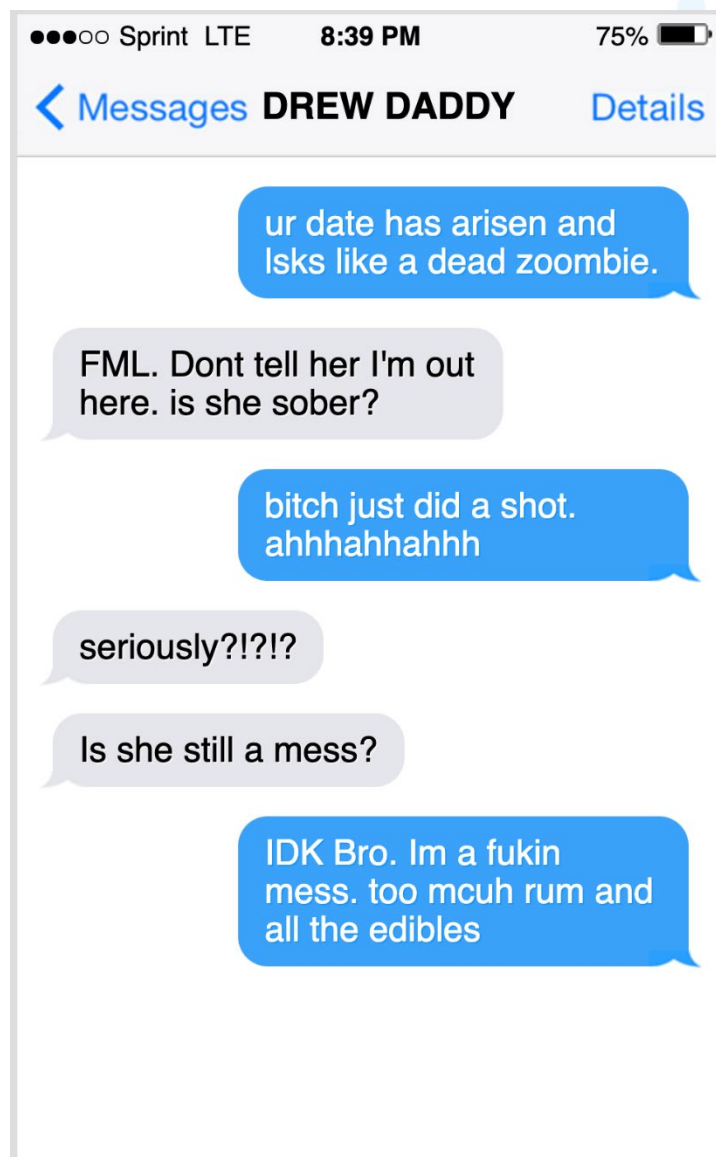 Sprint LTE 8:39 PM 75%
Messages DREW DADDY Details
ur date has arisen and
lsks like a dead zoombie.
FML. Dont tell her I'm out
here. is she sober?
bitch just did a shot.
ahhhahhahhh
seriously?!?!?
Is she still a mess?
IDK Bro. Im a fukin
mess. too mcuh rum and
all the edibles